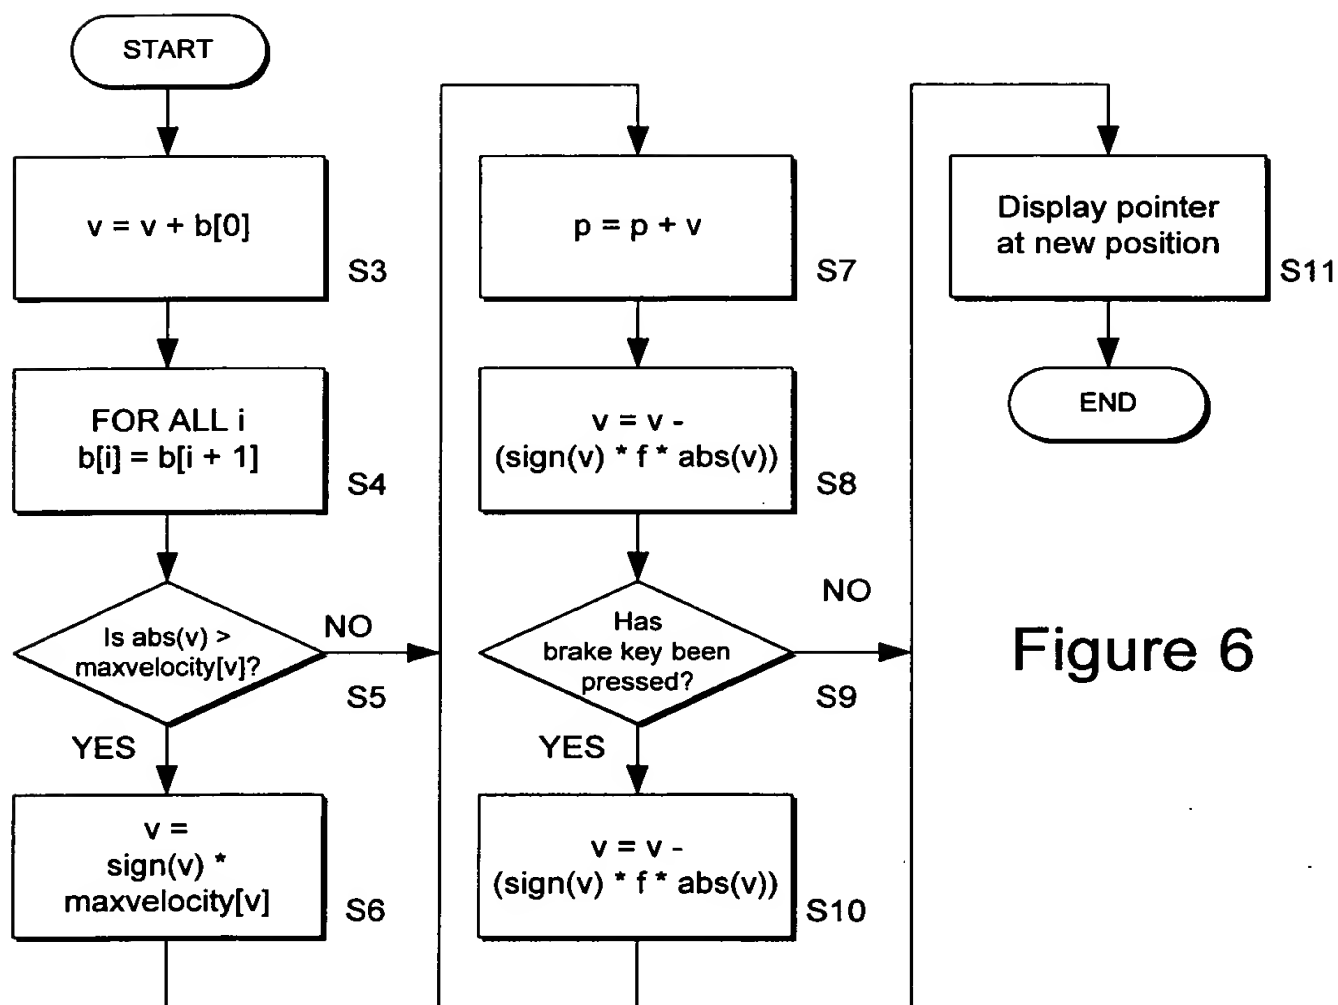 START
v = v + b[0]
S3
FOR ALL i
b[i] = b[i + 1]
S4
Is abs(v) >
maxvelocity[v]?
NO
S5
YES
v =
sign(v) *
maxvelocity[v]
S6
p = p + v
S7
v = v -
(sign(v) * f * abs(v))
S8
Has
brake key been
pressed?
NO
S9
YES
v = v -
(sign(v) * f * abs(v))
S10
Display pointer
at new position
S11
END
Figure 6